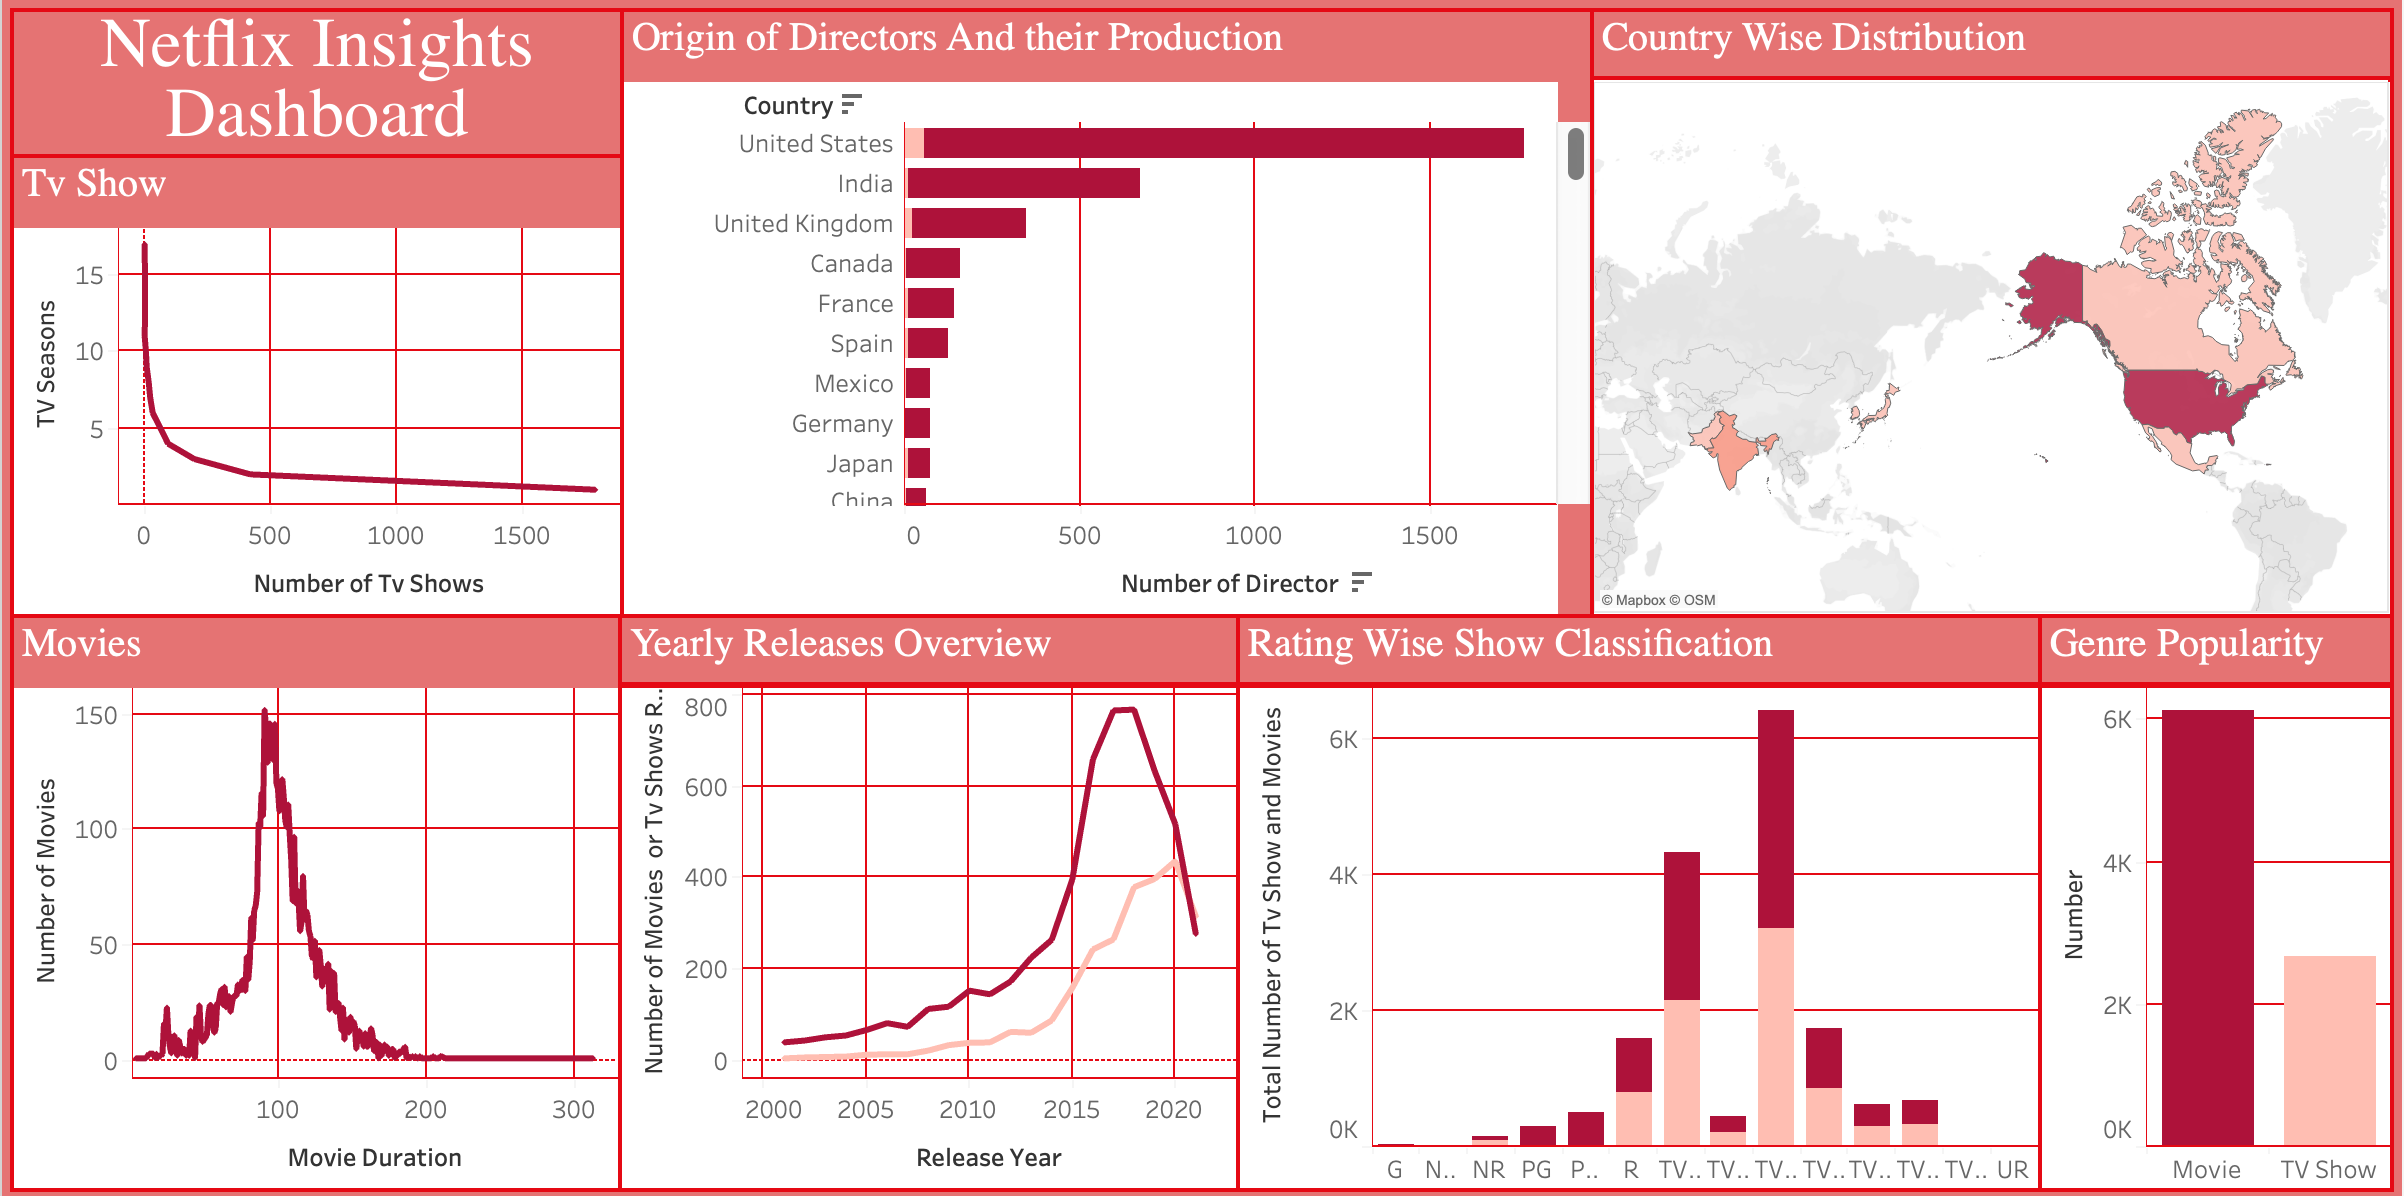 Netflix Insights
Dashboard
Tv Show
TV Seasons
15
10
5
0 500 1000 1500
Number of Tv Shows
Origin of Directors And their Production
Country
United States
India
United Kingdom
Canada
France
Spain
Mexico
Germany
Japan
China
0 500 1000 1500
Number of Director
Country Wise Distribution
© Mapbox © OSM
Movies
Number of Movies
150
100
50
0
100 200 300
Movie Duration
Yearly Releases Overview
Number of Movies or Tv Shows R..
800
600
400
200
0
2000 2005 2010 2015 2020
Release Year
Rating Wise Show Classification
Total Number of Tv Show and Movies
6K
4K
2K
0K
G N.. NR PG P.. R TV.. TV.. TV.. TV.. TV.. TV.. TV.. UR
Genre Popularity
Number
6K
4K
2K
0K
Movie TV Show